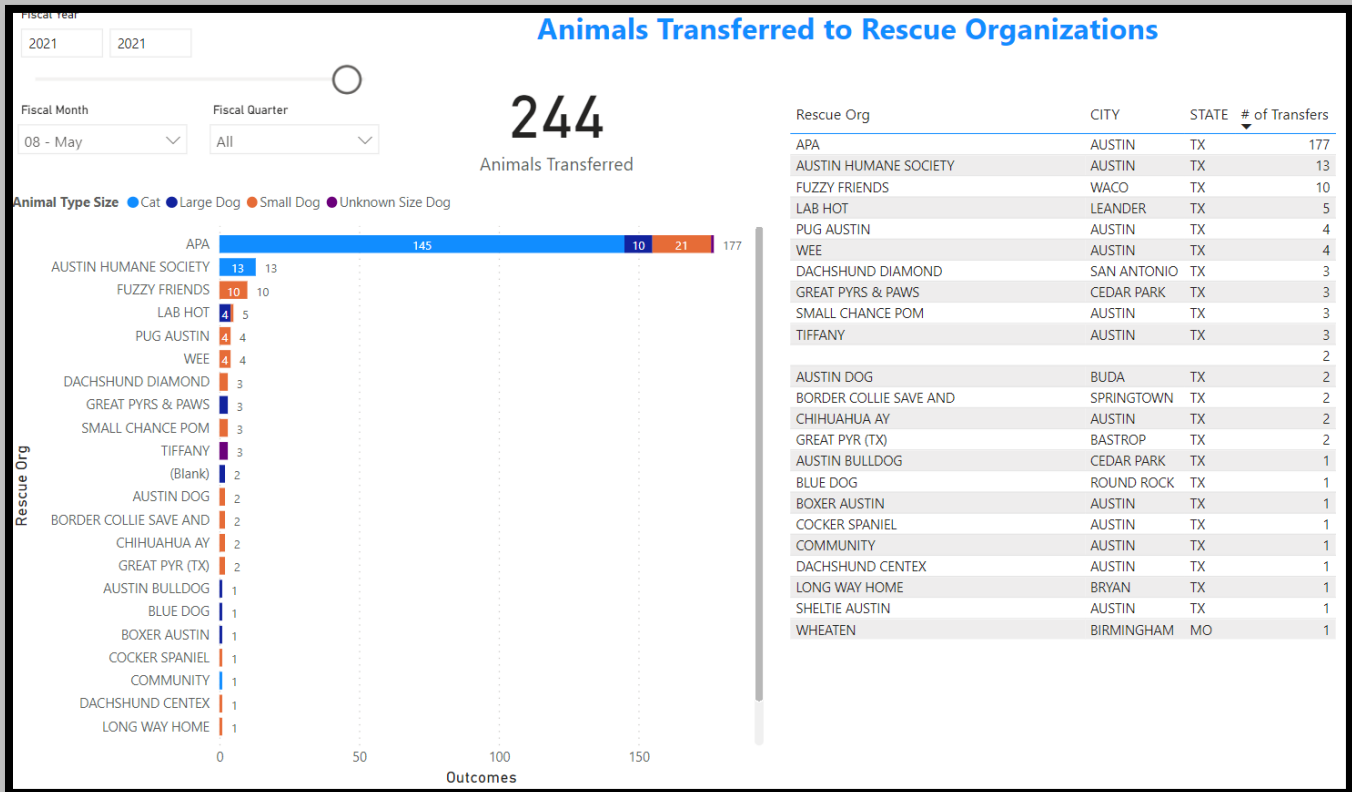 Fiscal Year
2021 2021
Animals Transferred to Rescue Organizations
Fiscal Month Fiscal Quarter
08 - May All
244
Animals Transferred
Animal Type Size Cat Large Dog Small Dog Unknown Size Dog
Rescue Org
APA 145 10 21 177
AUSTIN HUMANE SOCIETY 13 13
FUZZY FRIENDS 10 10
LAB HOT 4 5
PUG AUSTIN 4 4
WEE 4 4
DACHSHUND DIAMOND 3
GREAT PYRS & PAWS 3
SMALL CHANCE POM 3
TIFFANY 3
(Blank) 2
AUSTIN DOG 2
BORDER COLLIE SAVE AND 2
CHIHUAHUA AY 2
GREAT PYR (TX) 2
AUSTIN BULLDOG 1
BLUE DOG 1
BOXER AUSTIN 1
COCKER SPANIEL 1
COMMUNITY 1
DACHSHUND CENTEX 1
LONG WAY HOME 1
0 50 100 150
Outcomes
Rescue Org CITY STATE # of Transfers
APA AUSTIN TX 177
AUSTIN HUMANE SOCIETY AUSTIN TX 13
FUZZY FRIENDS WACO TX 10
LAB HOT LEANDER TX 5
PUG AUSTIN AUSTIN TX 4
WEE AUSTIN TX 4
DACHSHUND DIAMOND SAN ANTONIO TX 3
GREAT PYRS & PAWS CEDAR PARK TX 3
SMALL CHANCE POM AUSTIN TX 3
TIFFANY AUSTIN TX 3
2
AUSTIN DOG BUDA TX 2
BORDER COLLIE SAVE AND SPRINGTOWN TX 2
CHIHUAHUA AY AUSTIN TX 2
GREAT PYR (TX) BASTROP TX 2
AUSTIN BULLDOG CEDAR PARK TX 1
BLUE DOG ROUND ROCK TX 1
BOXER AUSTIN AUSTIN TX 1
COCKER SPANIEL AUSTIN TX 1
COMMUNITY AUSTIN TX 1
DACHSHUND CENTEX AUSTIN TX 1
LONG WAY HOME BRYAN TX 1
SHELTIE AUSTIN AUSTIN TX 1
WHEATEN BIRMINGHAM MO 1